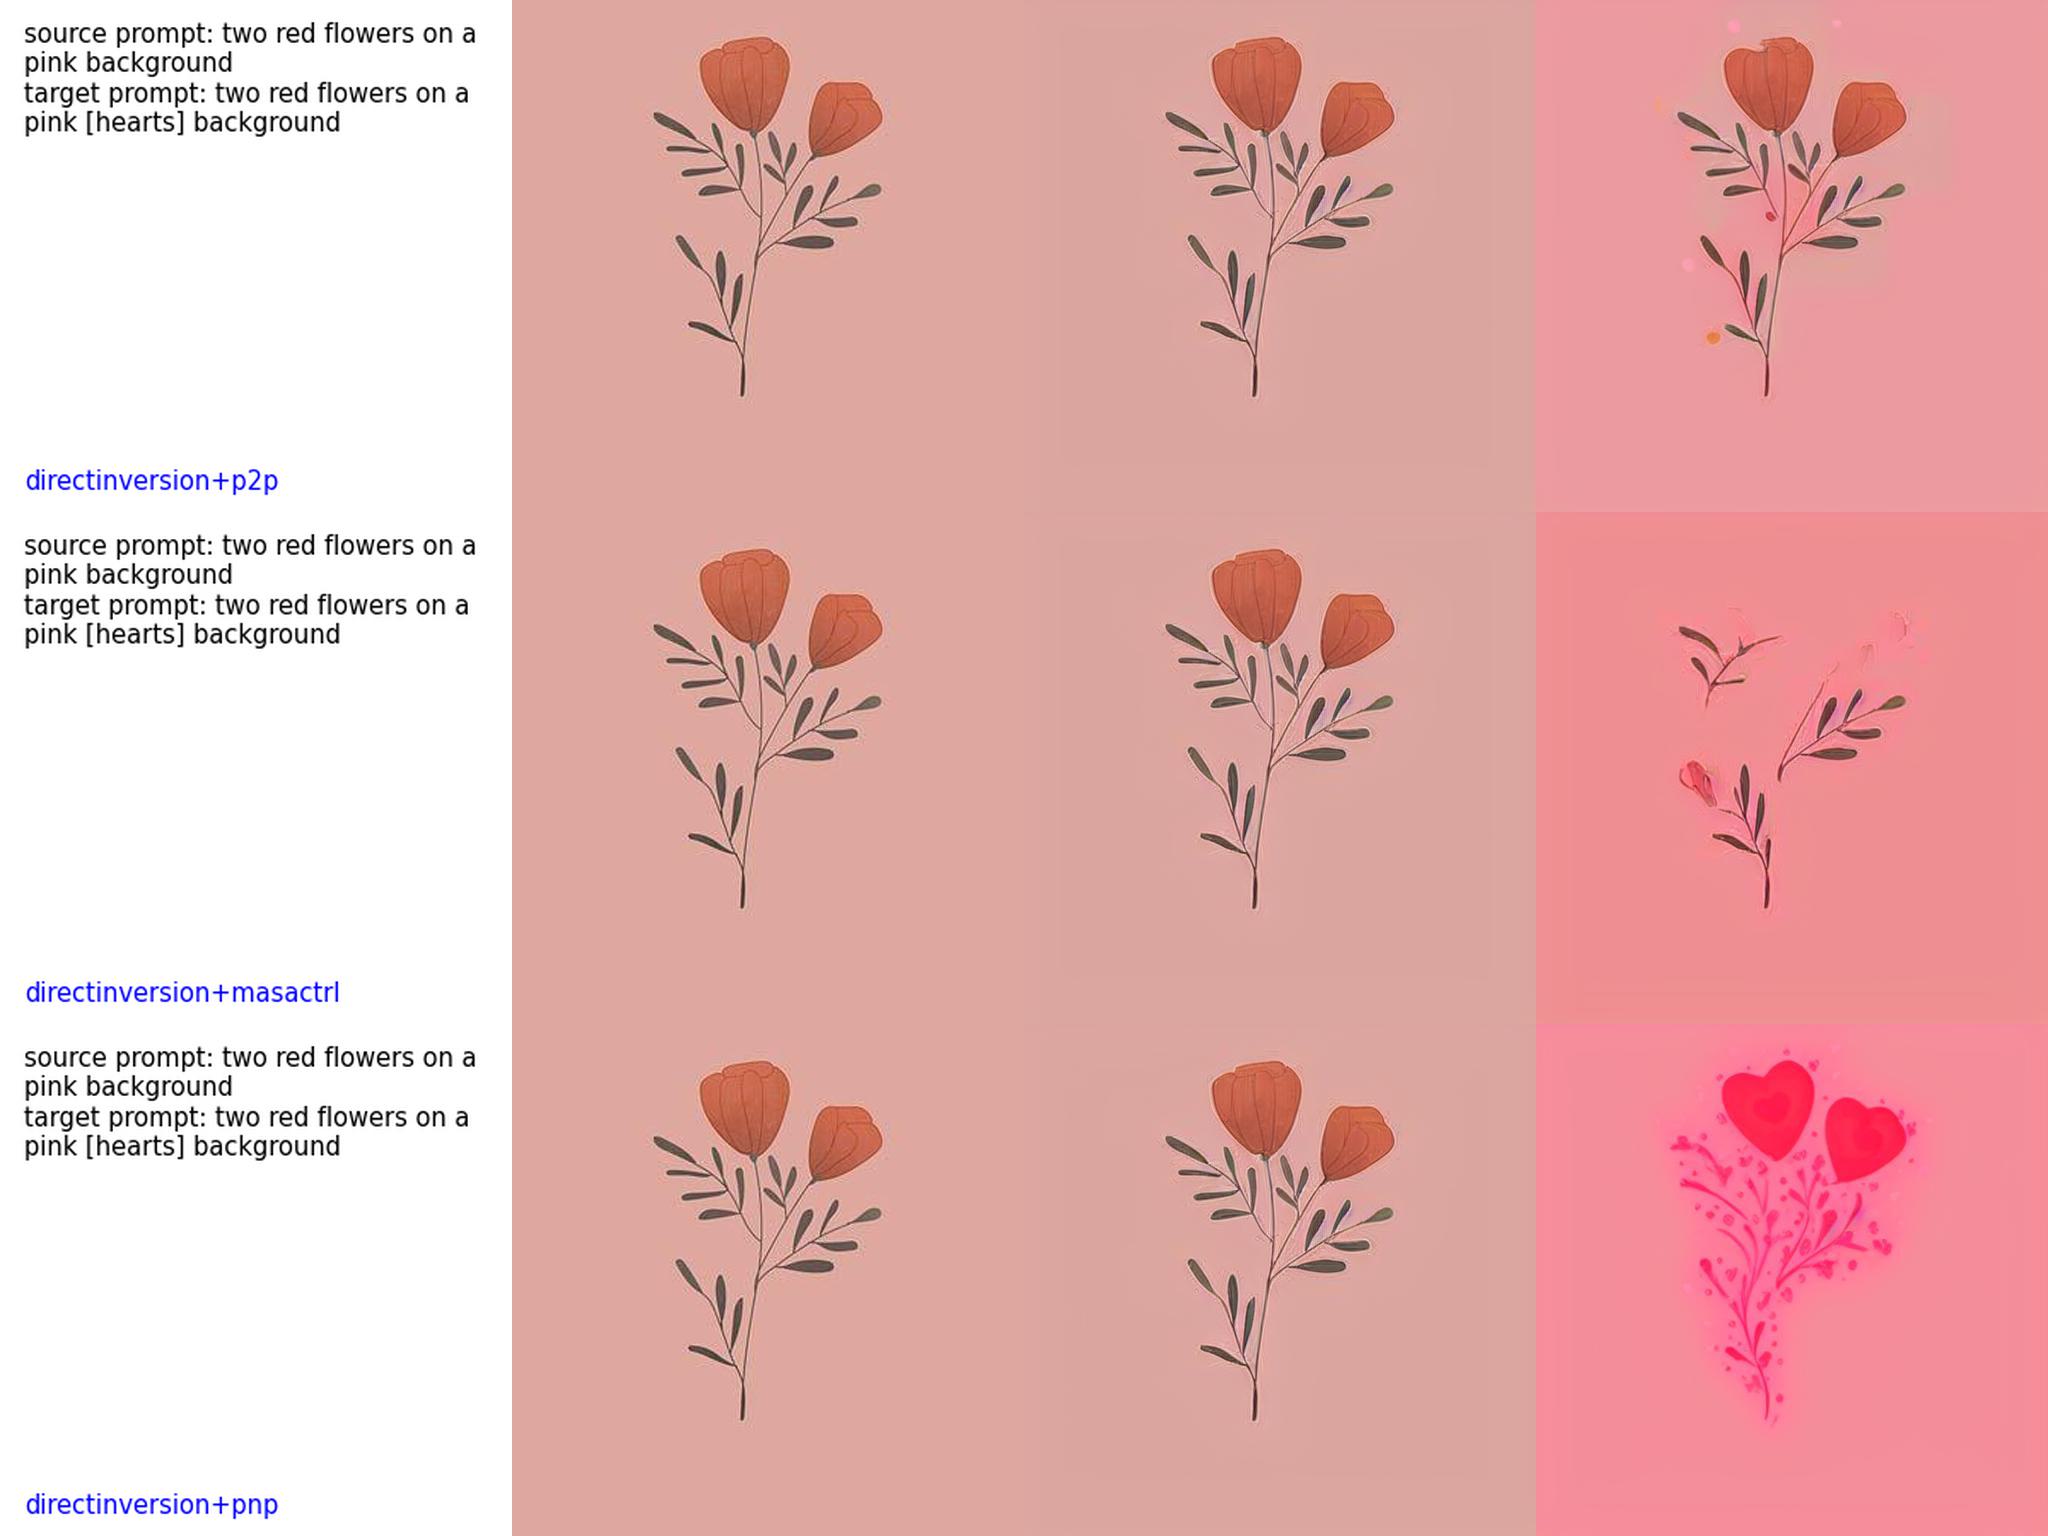 source prompt: two red flowers on a
pink background
target prompt: two red flowers on a
pink [hearts] background
directinversion+p2p
source prompt: two red flowers on a
pink background
target prompt: two red flowers on a
pink [hearts] background
directinversion+masactrl
source prompt: two red flowers on a
pink background
target prompt: two red flowers on a
pink [hearts] background
directinversion+pnp